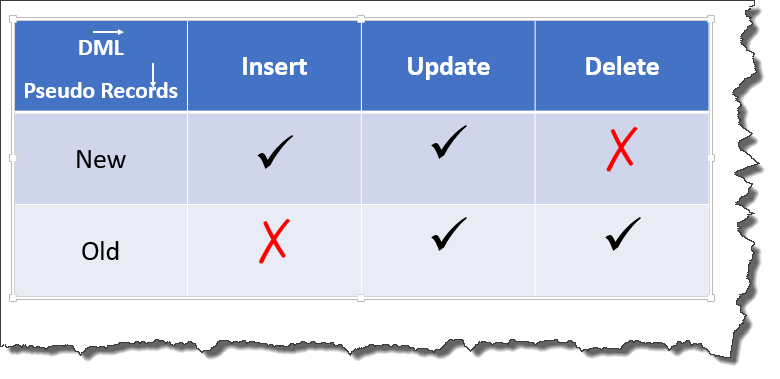 DML
Pseudo Records
Insert
Update
Delete
New
✓
✓
✗
Old
✗
✓
✓